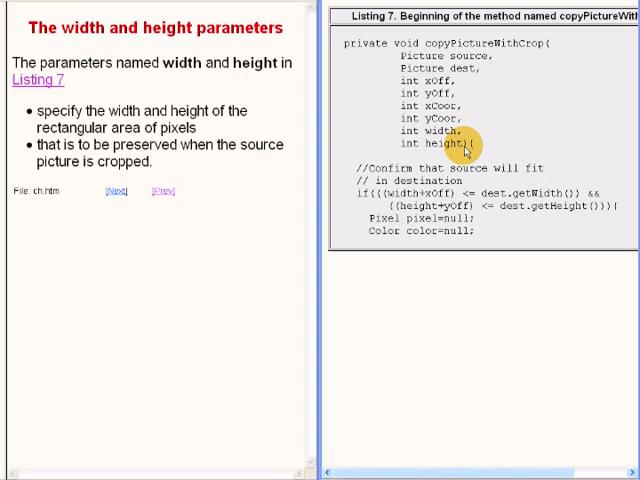 The width and height parameters
The parameters named width and height in
Listing 7
• specify the width and height of the
rectangular area of pixels
• that is to be preserved when the source
picture is cropped.
File: ch.htm [Next] [Prev]
Listing 7. Beginning of the method named copyPictureWith
private void copyPictureWithCrop(
Picture source,
Picture dest,
int xOff,
int yOff,
int xCoor,
int yCoor,
int width,
int height){
//Confirm that source will fit
// in destination
if(((width+xOff) <= dest.getWidth()) &&
((height+yOff) <= dest.getHeight())){
Pixel pixel=null;
Color color=null;